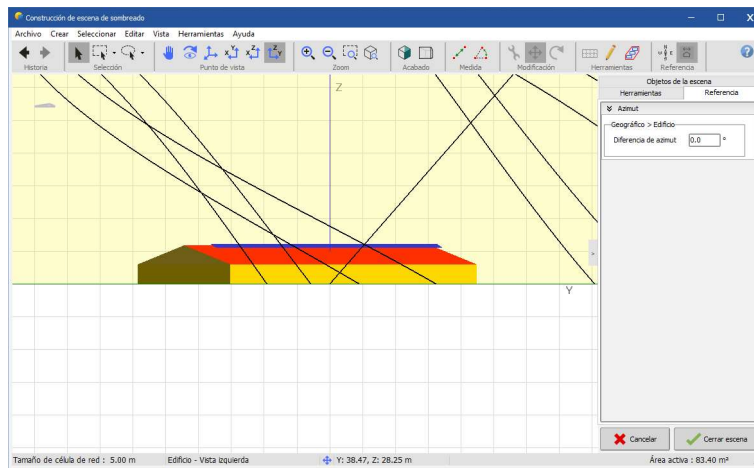 Construcción de escena de sombreado
Archivo Crear Seleccionar Editar Vista Herramientas Ayuda
Historia Selección Punto de vista Zoom Acabado Medida Modificación Herramientas Referencia
Objetos de la escena
Herramientas Referencia
Azimut
Geográfico > Edificio
Diferencia de azimut 0.0 °
Z
Y
Cancelar Cerrar escena
Tamaño de célula de red : 5.00 m Edificio - Vista izquierda Y: 38.47, Z: 28.25 m Área activa : 83.40 m²